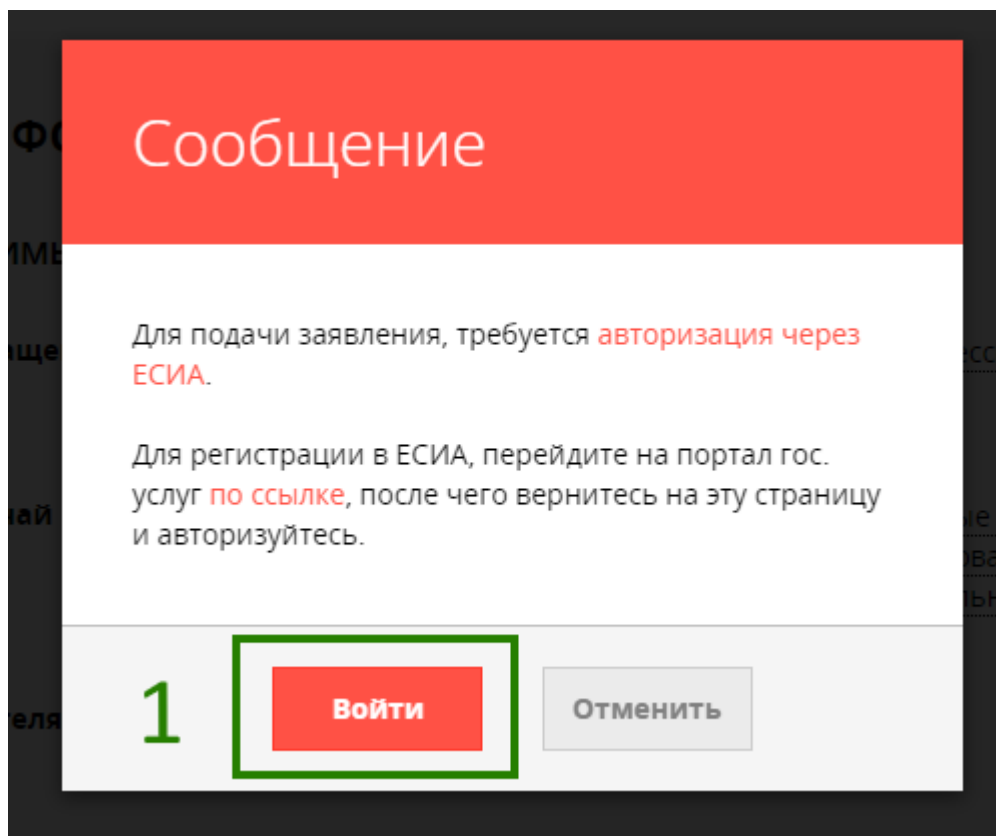 Сообщение
Для подачи заявления, требуется авторизация через
ЕСИА.
Для регистрации в ЕСИА, перейдите на портал гос.
услуг по ссылке, после чего вернитесь на эту страницу
и авторизуйтесь.
1
Войти
Отменить